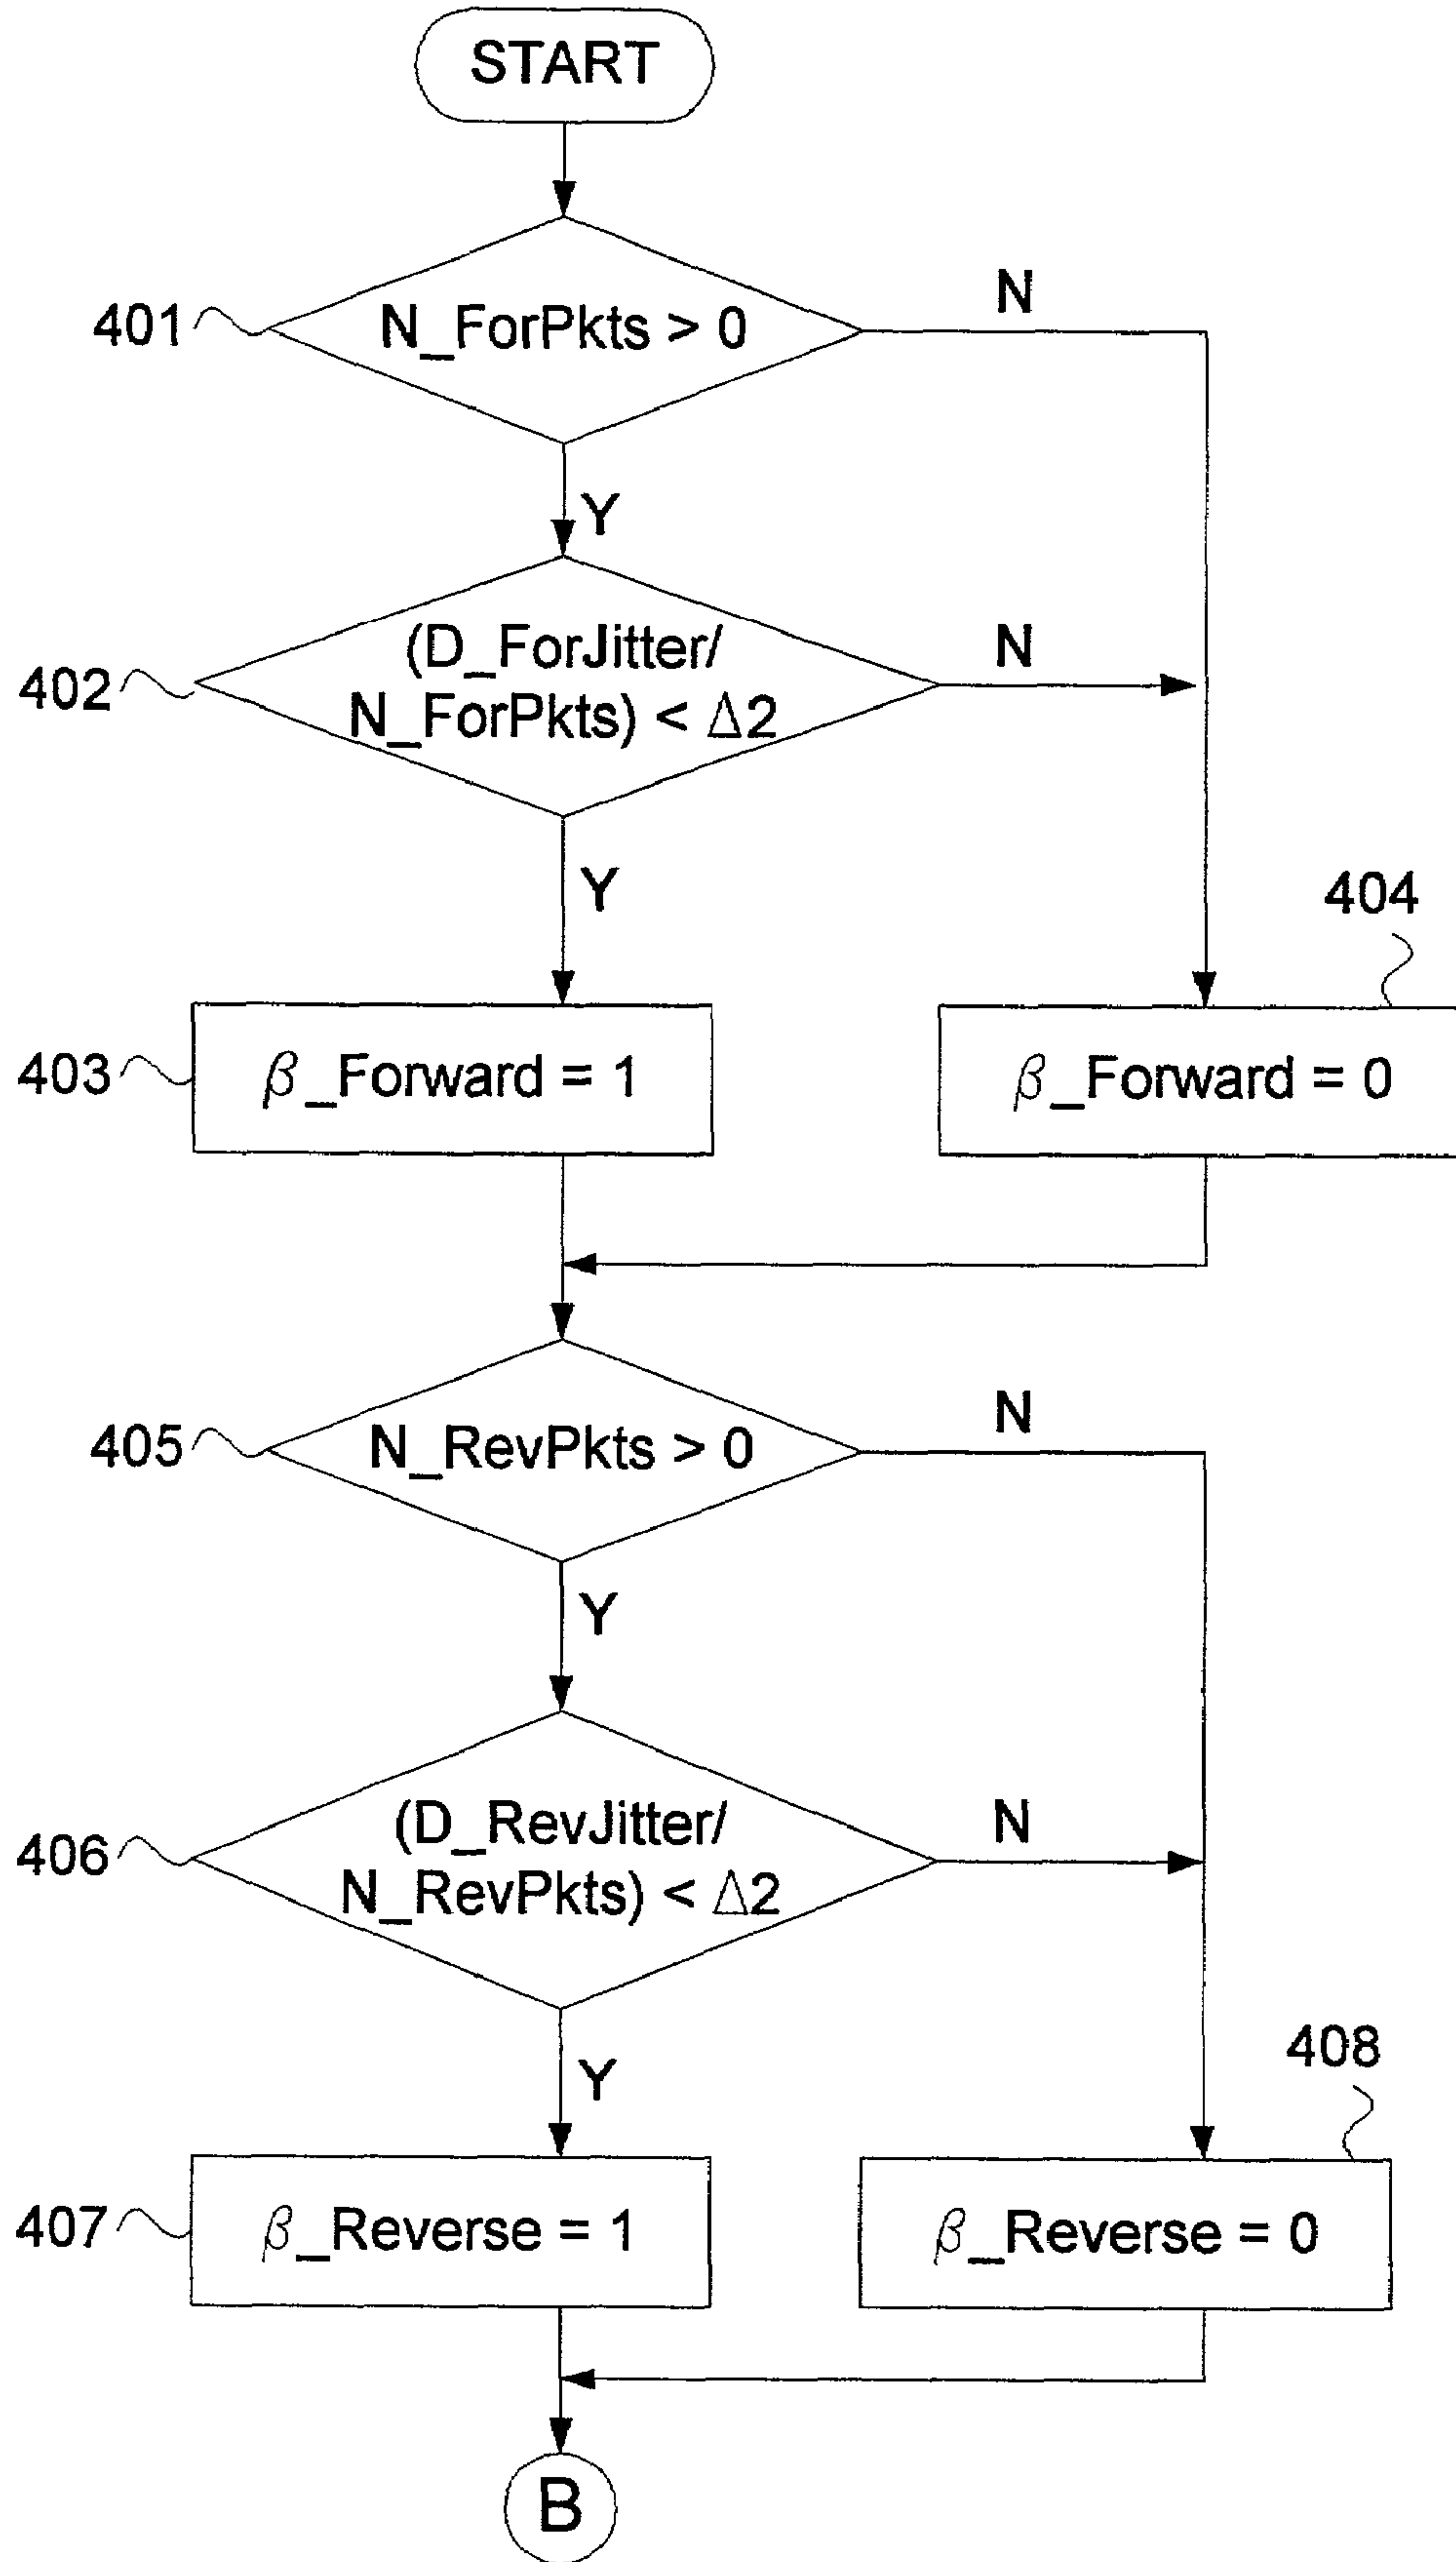 START
401
N_ForPkts > 0
N
Y
402
(D_ForJitter/
N_ForPkts) < Δ2
N
Y
404
403
β_Forward = 1
β_Forward = 0
405
N_RevPkts > 0
N
Y
406
(D_RevJitter/
N_RevPkts) < Δ2
N
Y
408
407
β_Reverse = 1
β_Reverse = 0
B